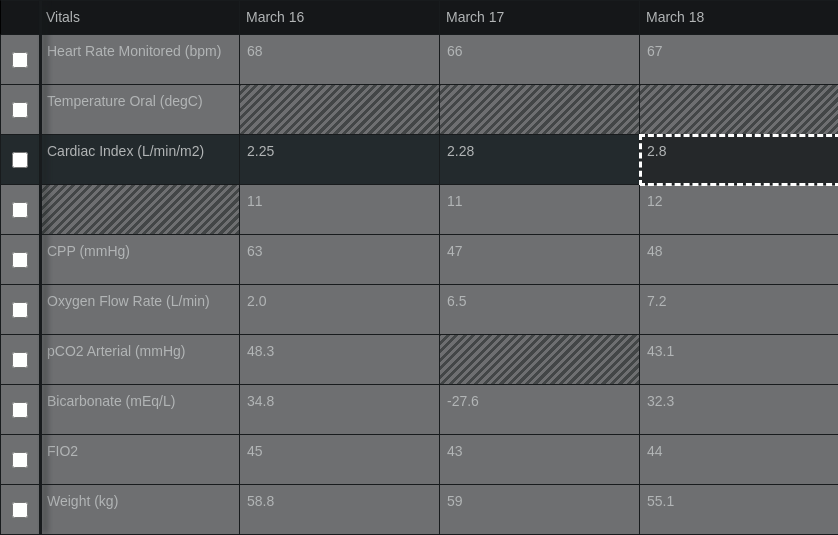 Vitals March 16 March 17 March 18
Heart Rate Monitored (bpm) 68 66 67
Temperature Oral (degC)
Cardiac Index (L/min/m2) 2.25 2.28 2.8
11 11 12
CPP (mmHg) 63 47 48
Oxygen Flow Rate (L/min) 2.0 6.5 7.2
pCO2 Arterial (mmHg) 48.3 43.1
Bicarbonate (mEq/L) 34.8 -27.6 32.3
FIO2 45 43 44
Weight (kg) 58.8 59 55.1